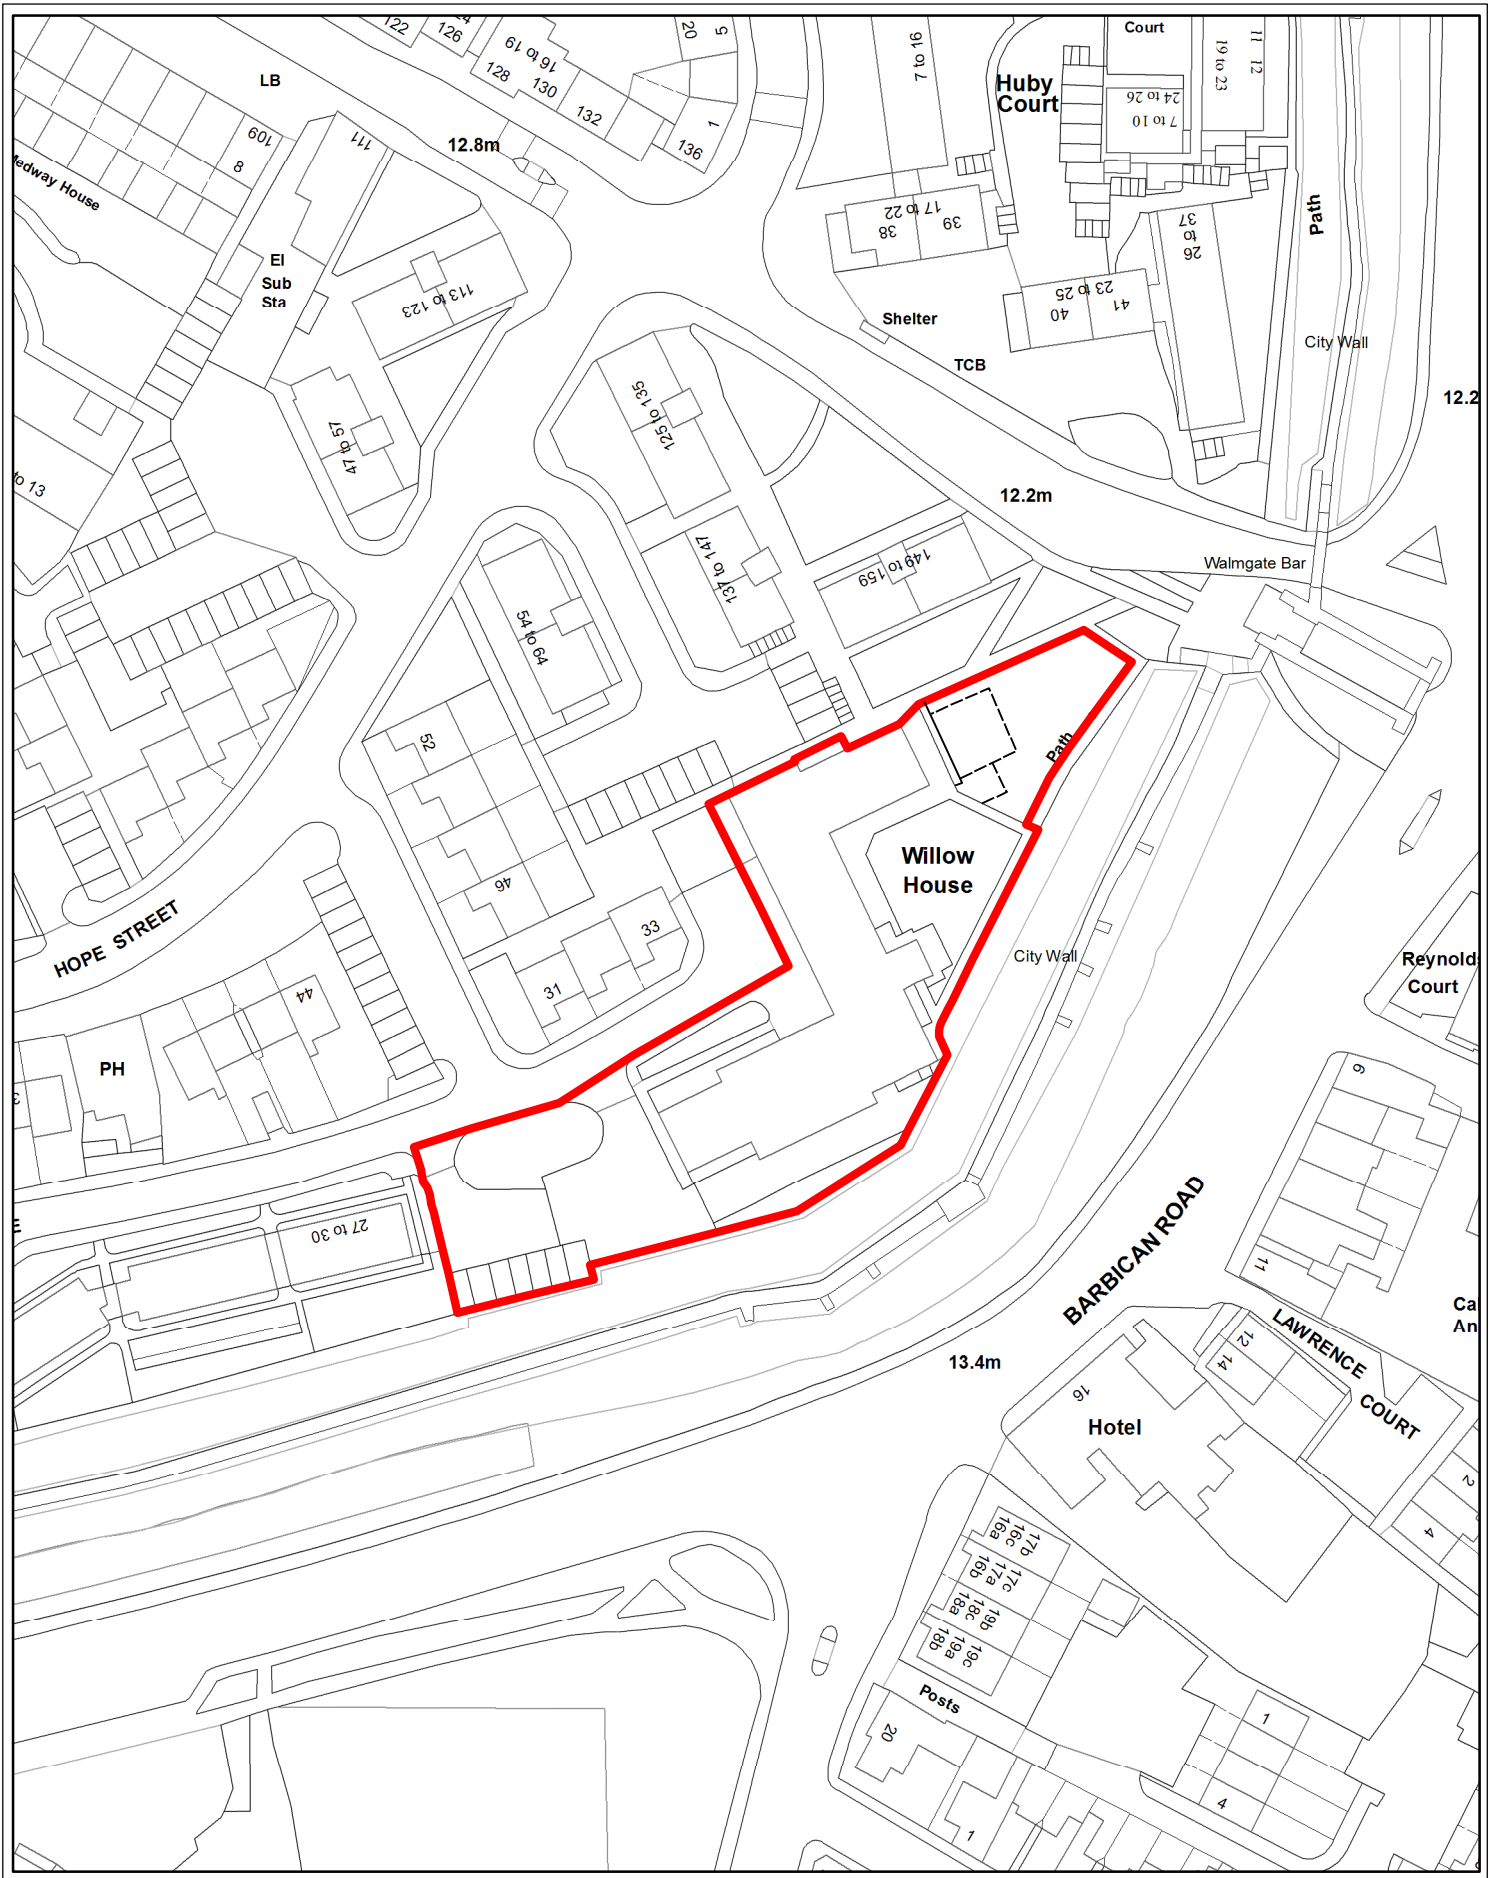 122
126
16 to 19
128
130
132
136
1
20
5
LB
109
8
111
12.8m
7 to 16
Huby
Court
Court
19 to 23
11
12
24 to 26
7 to 10
Medway House
El
Sub
Sta
113 to 123
17 to 22
38
39
26
to
37
Path
23 to 25
40
41
Shelter
TCB
City Wall
12.2
47 to 57
125 to 135
to 13
12.2m
137 to 147
149 to 159
Walmgate Bar
54 to 64
52
Path
46
Willow
House
33
31
HOPE STREET
44
City Wall
Reynolds
Court
PH
3
6
E
27 to 30
BARBICAN ROAD
11
Ca
An
LAWRENCE
COURT
12
14
13.4m
16
Hotel
2
4
16a
16c
17b
16b
17a
17c
18a
18c
19b
18b
19a
19c
Posts
20
1
1
4